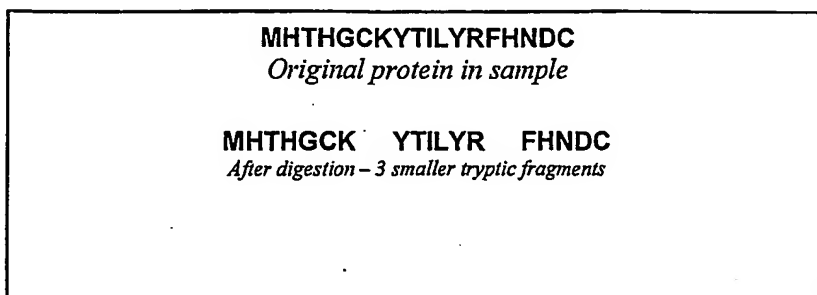 MHTHGCKYTILYRFHNDC
Original protein in sample
MHTHGCK YTILYR FHNDC
After digestion – 3 smaller tryptic fragments